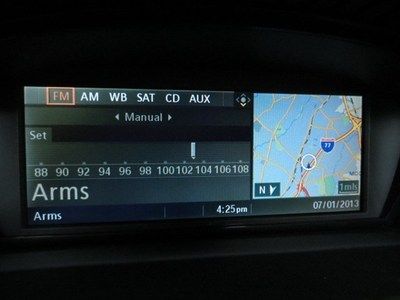 FM AM WB SAT CD AUX
Manual
Set
88 90 92 94 96 98 100 102 104 106 108
Arms
Arms 4:25pm
77
N
1mls
07/01/2013